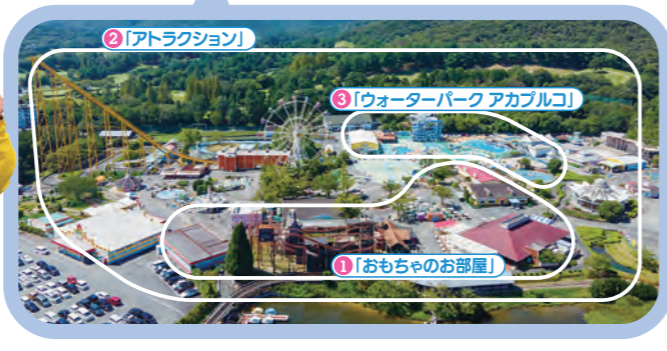 ❷「アトラクション」
❸「ウォーターパーク アカプルコ」
❶「おもちゃのお部屋」